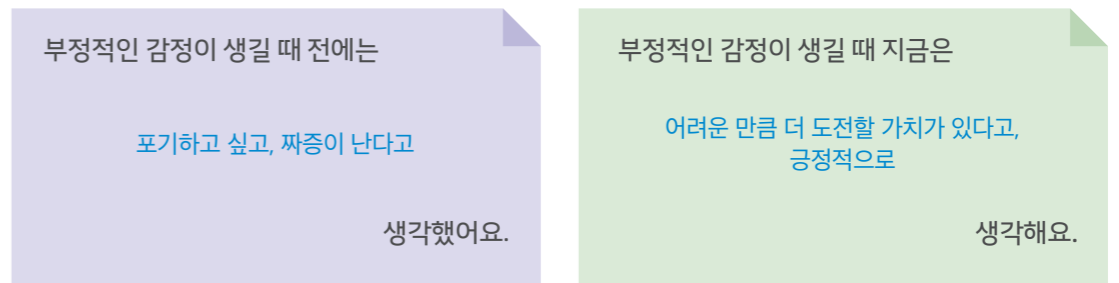 부정적인 감정이 생길 때 전에는
포기하고 싶고, 짜증이 난다고
생각했어요.
부정적인 감정이 생길 때 지금은
어려운 만큼 더 도전할 가치가 있다고,
긍정적으로
생각해요.